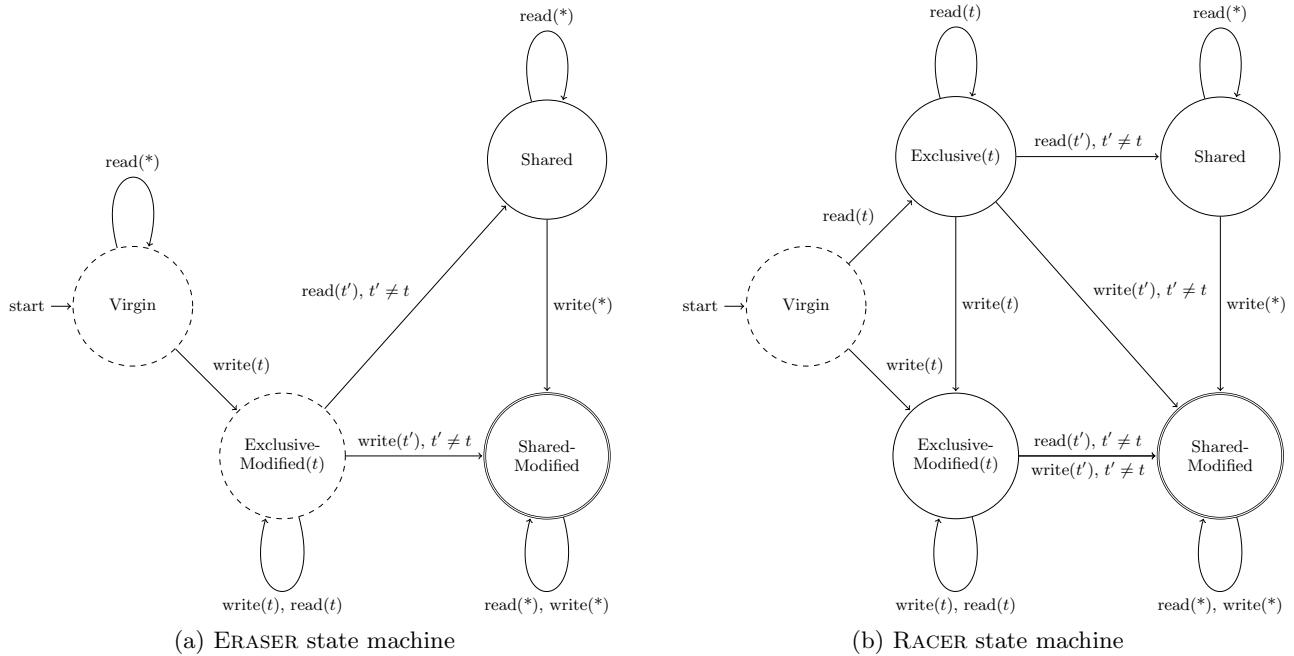 read(*)
Shared
read(*)
start
Virgin
read(t′), t′ ≠ t
write(*)
write(t)
Exclusive-
Modified(t)
write(t′), t′ ≠ t
Shared-
Modified
write(t), read(t)
read(*), write(*)
(a) ERASER state machine
read(t)
read(*)
Exclusive(t)
read(t′), t′ ≠ t
Shared
read(t)
start
Virgin
write(t)
write(t′), t′ ≠ t
write(*)
write(t)
Exclusive-
Modified(t)
read(t′), t′ ≠ t
write(t′), t′ ≠ t
Shared-
Modified
write(t), read(t)
read(*), write(*)
(b) RACER state machine